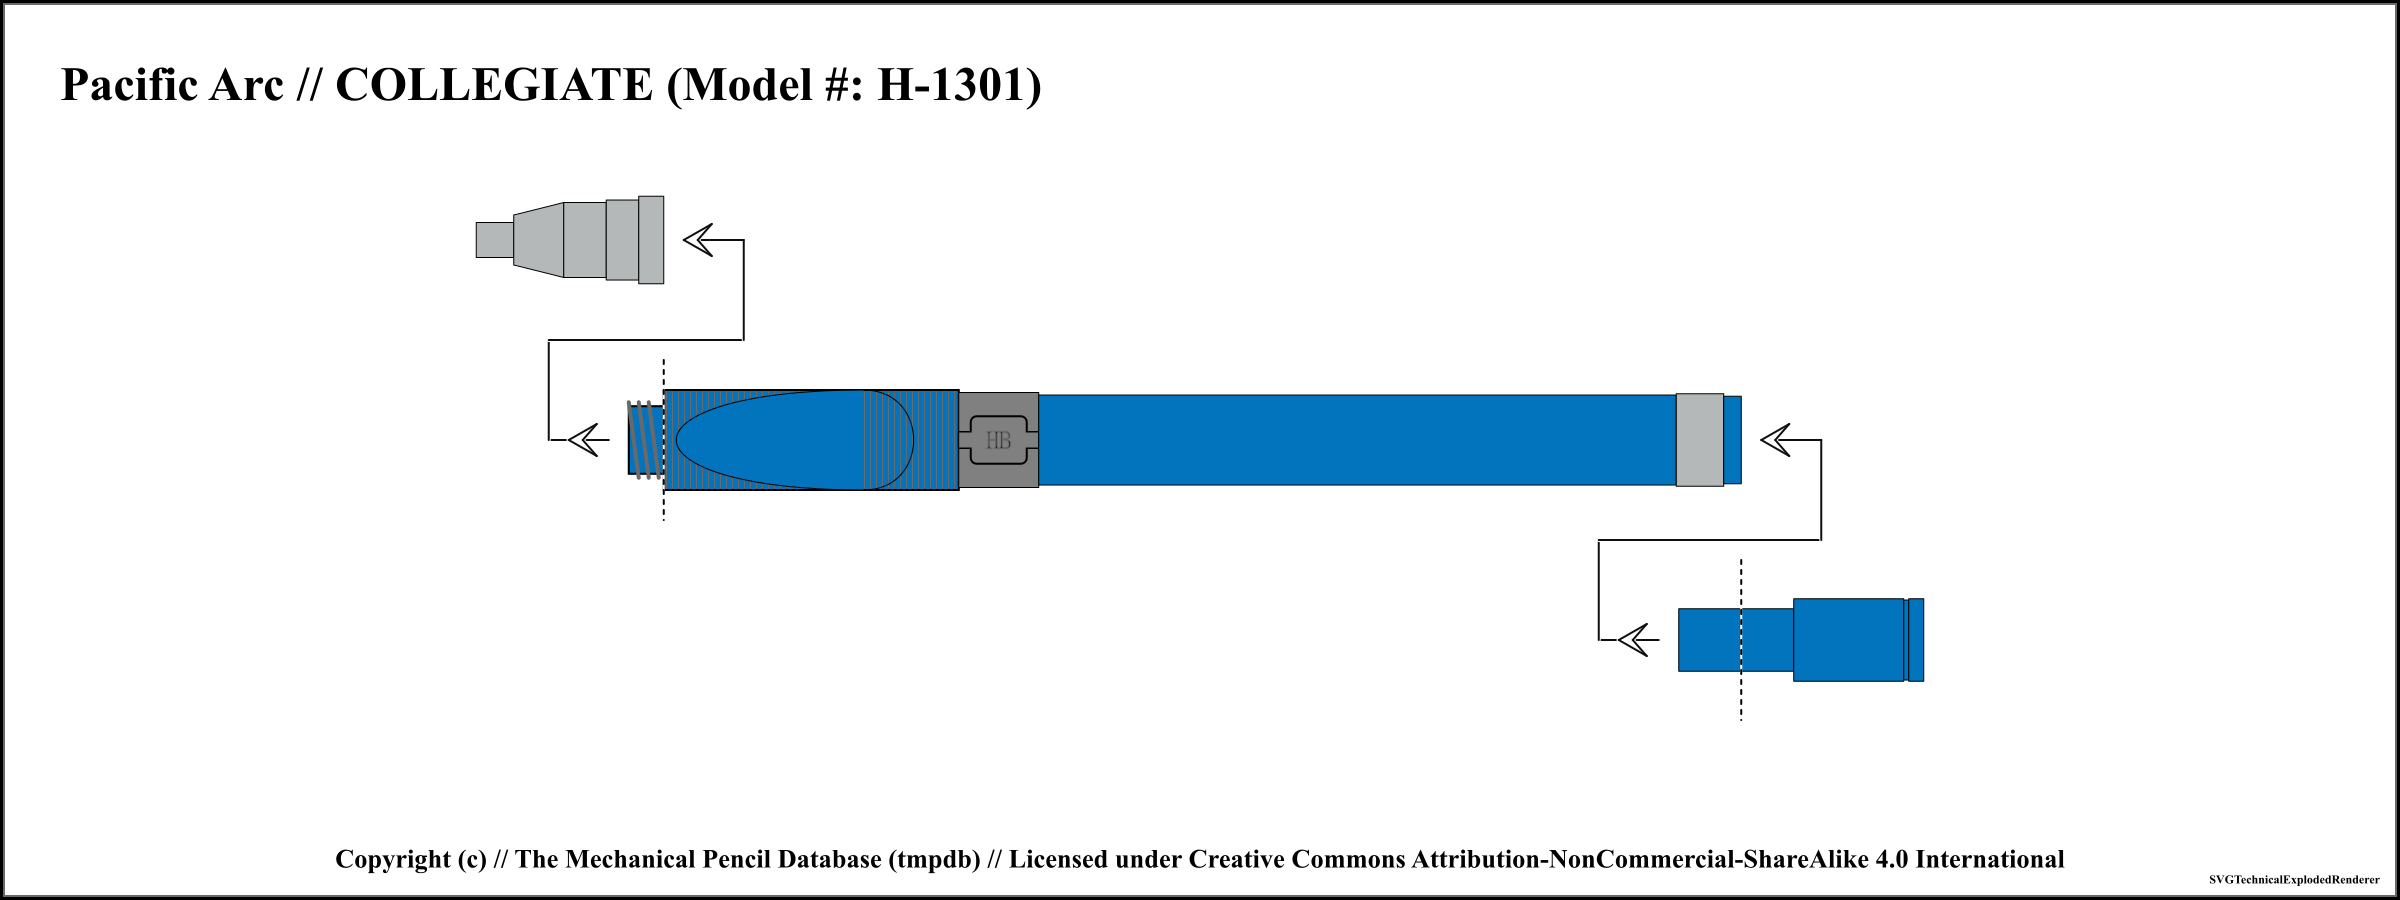 Pacific Arc // COLLEGIATE (Model #: H-1301)
HB
Copyright (c) // The Mechanical Pencil Database (tmpdb) // Licensed under Creative Commons Attribution-NonCommercial-ShareAlike 4.0 International
SVGTechnicalExplodedRenderer